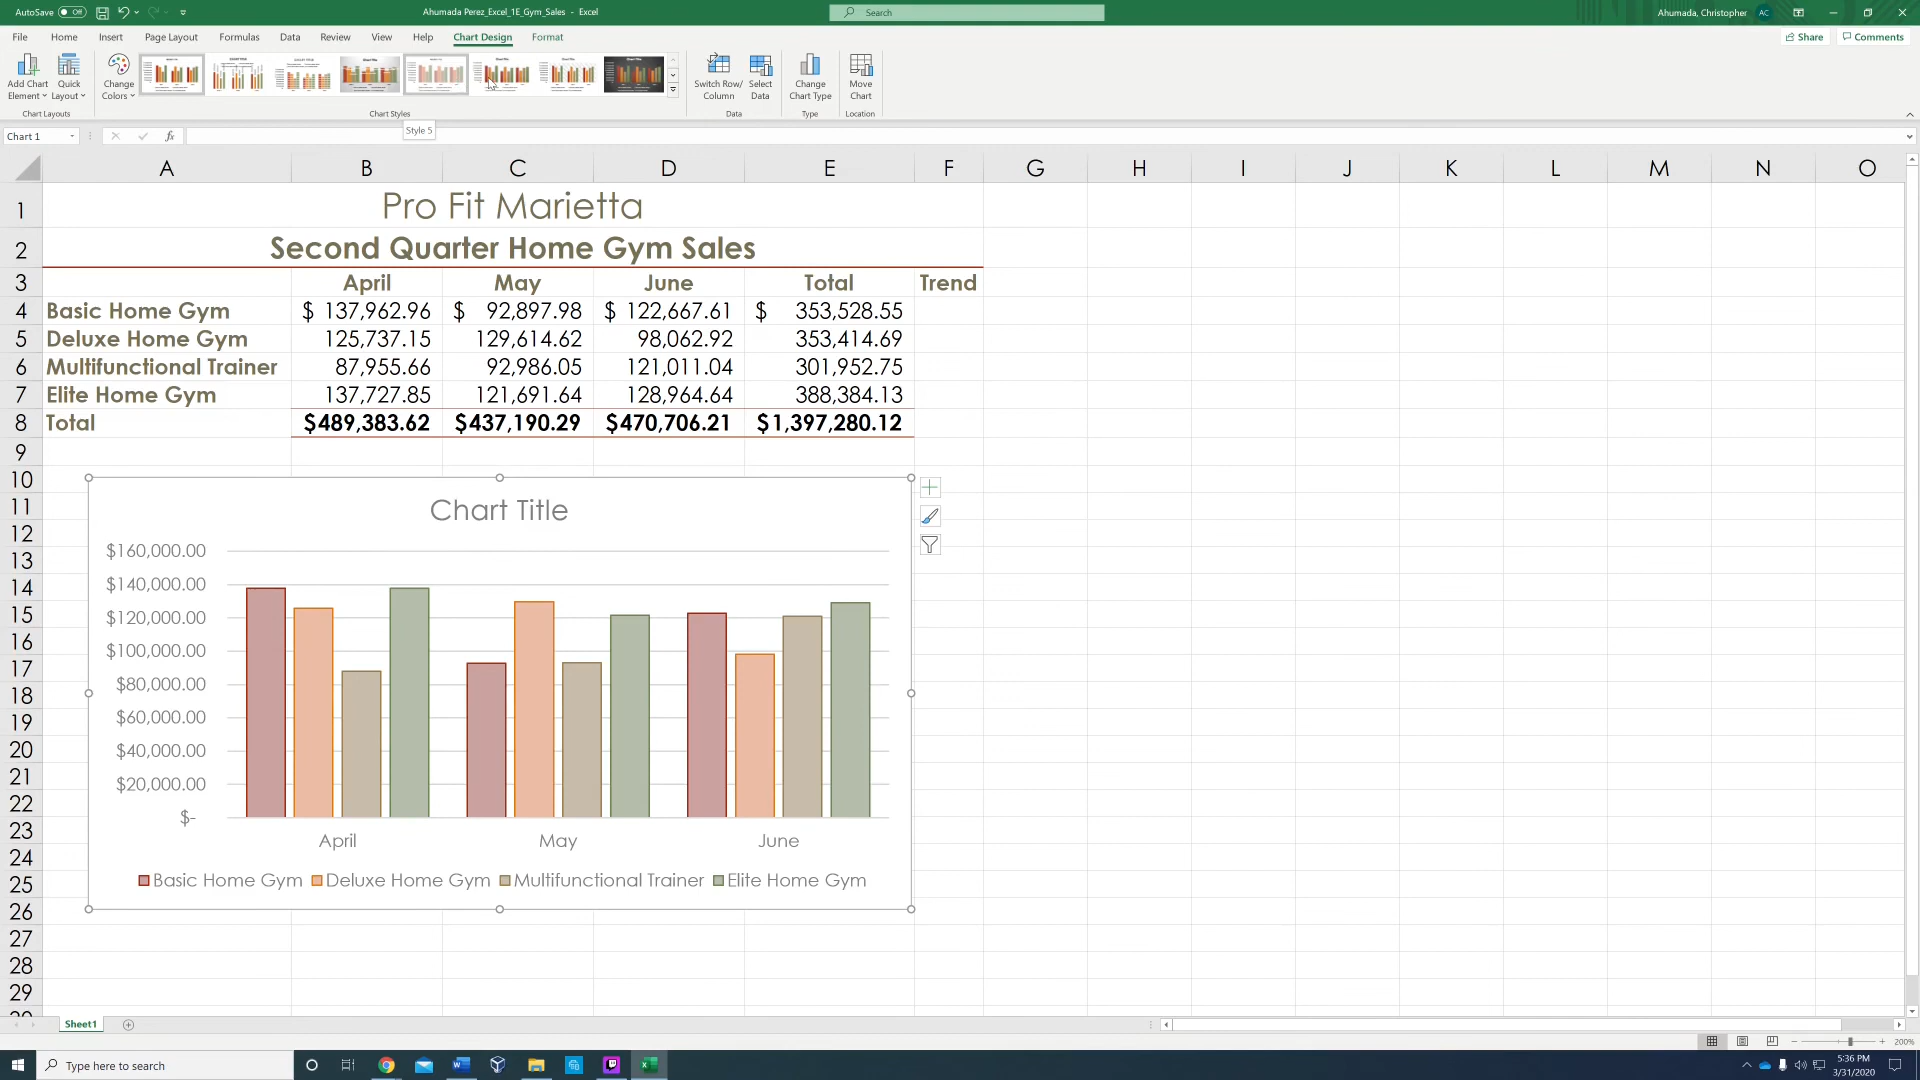 AutoSave Off
Ahumada Perez_Excel_1E_Gym_Sales - Excel
Search
Ahumada, Christopher AC
File Home Insert Page Layout Formulas Data Review View Help Chart Design Format
Share Comments
Add Chart Element Quick Layout
Change Colors
Switch Row/ Column Select Data
Change Chart Type
Move Chart
Chart Layouts Chart Styles Data Type Location
Style 5
Chart 1 fx
A B C D E F G H I J K L M N O
1 Pro Fit Marietta
2 Second Quarter Home Gym Sales
3 April May June Total Trend
4 Basic Home Gym $ 137,962.96 $ 92,897.98 $ 122,667.61 $ 353,528.55
5 Deluxe Home Gym 125,737.15 129,614.62 98,062.92 353,414.69
6 Multifunctional Trainer 87,955.66 92,986.05 121,011.04 301,952.75
7 Elite Home Gym 137,727.85 121,691.64 128,964.64 388,384.13
8 Total $489,383.62 $437,190.29 $470,706.21 $1,397,280.12
9
10
11
12
13
14
15
16
17
18
19
20
21
22
23
24
25
26
27
28
29
Chart Title
$160,000.00
$140,000.00
$120,000.00
$100,000.00
$80,000.00
$60,000.00
$40,000.00
$20,000.00
$-
April May June
Basic Home Gym Deluxe Home Gym Multifunctional Trainer Elite Home Gym
Sheet1
200%
Type here to search
5:36 PM
3/31/2020